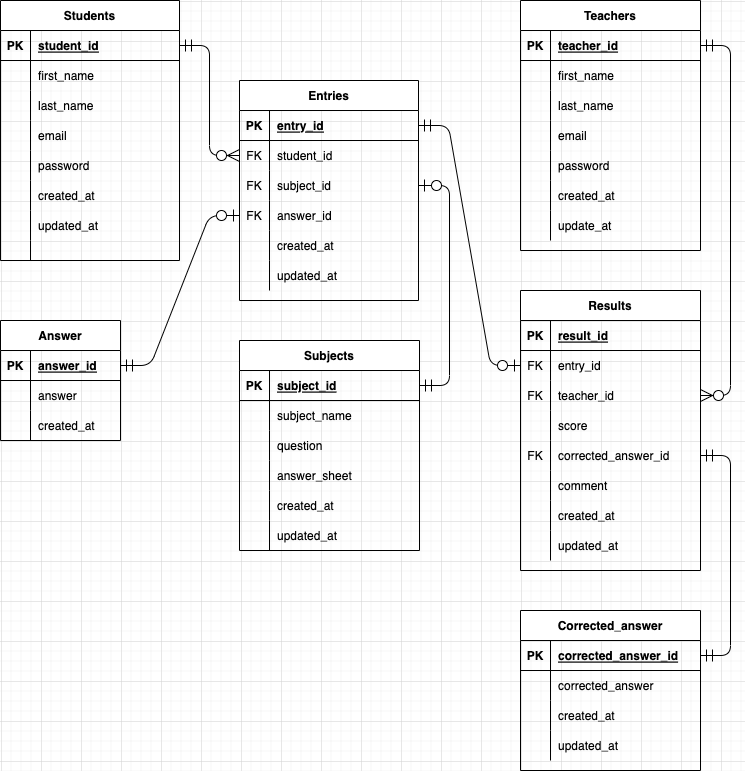 Students
PK student_id
first_name
last_name
email
password
created_at
updated_at
Entries
PK entry_id
FK student_id
FK subject_id
FK answer_id
created_at
updated_at
Answer
PK answer_id
answer
created_at
Subjects
PK subject_id
subject_name
question
answer_sheet
created_at
updated_at
Teachers
PK teacher_id
first_name
last_name
email
password
created_at
update_at
Results
PK result_id
FK entry_id
FK teacher_id
score
FK corrected_answer_id
comment
created_at
updated_at
Corrected_answer
PK corrected_answer_id
corrected_answer
created_at
updated_at